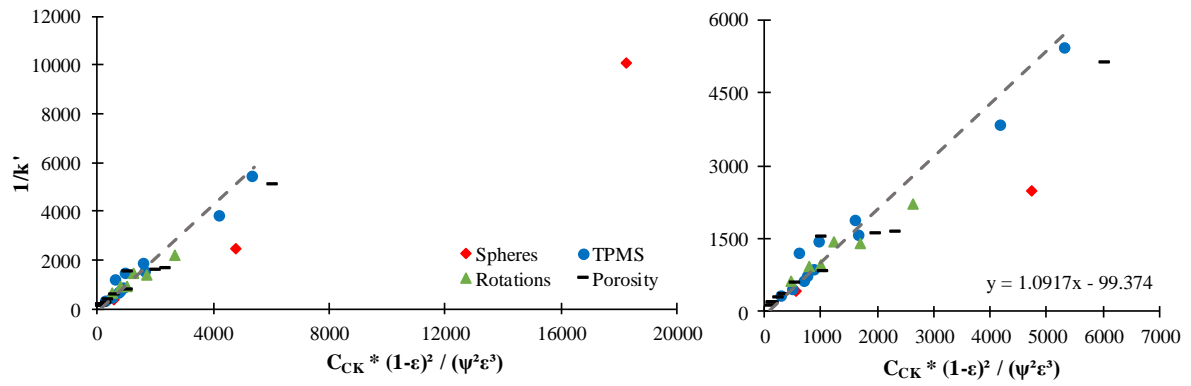 12000
10000
8000
6000
4000
2000
0
1/k'
0 4000 8000 12000 16000 20000
C_CK * (1-ε)² / (ψ²ε³)
Spheres TPMS
Rotations Porosity
6000
4500
3000
1500
0
0 1000 2000 3000 4000 5000 6000 7000
y = 1.0917x - 99.374
C_CK * (1-ε)² / (ψ²ε³)